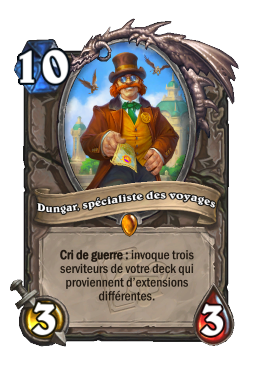 10
Dungar, spécialiste des voyages
Cri de guerre : invoque trois
serviteurs de votre deck qui
proviennent d'extensions
différentes.
3
3